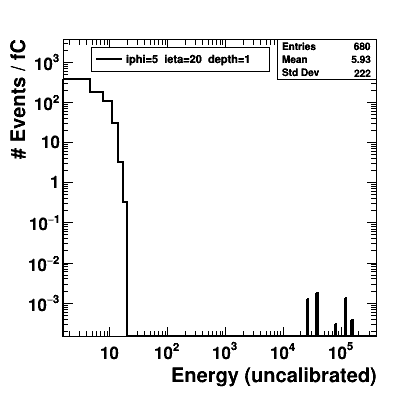 Entries 680
Mean 5.93
Std Dev 222
iphi=5 ieta=20 depth=1
# Events / fC
10³
10²
10
1
10⁻¹
10⁻²
10⁻³
10 10² 10³ 10⁴ 10⁵
Energy (uncalibrated)